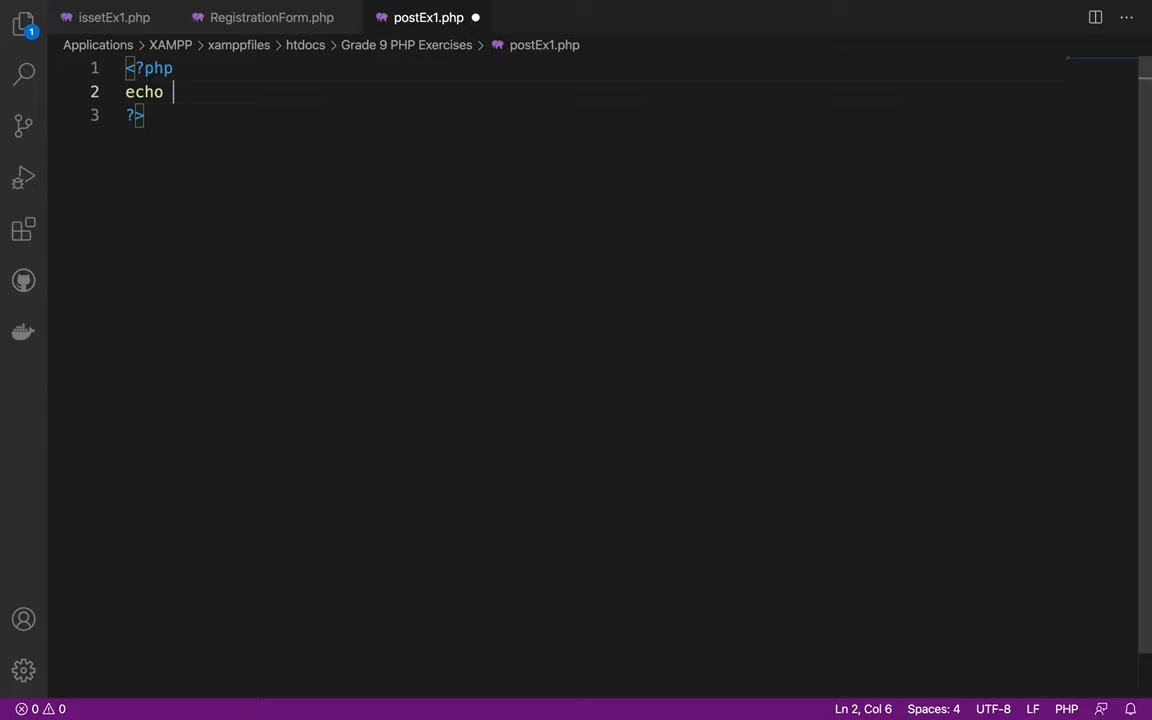 issetEx1.php RegistrationForm.php postEx1.php
Applications > XAMPP > xamppfiles > htdocs > Grade 9 PHP Exercises > postEx1.php
1 <?php
2 echo
3 ?>
1
0 0 Ln 2, Col 6 Spaces: 4 UTF-8 LF PHP